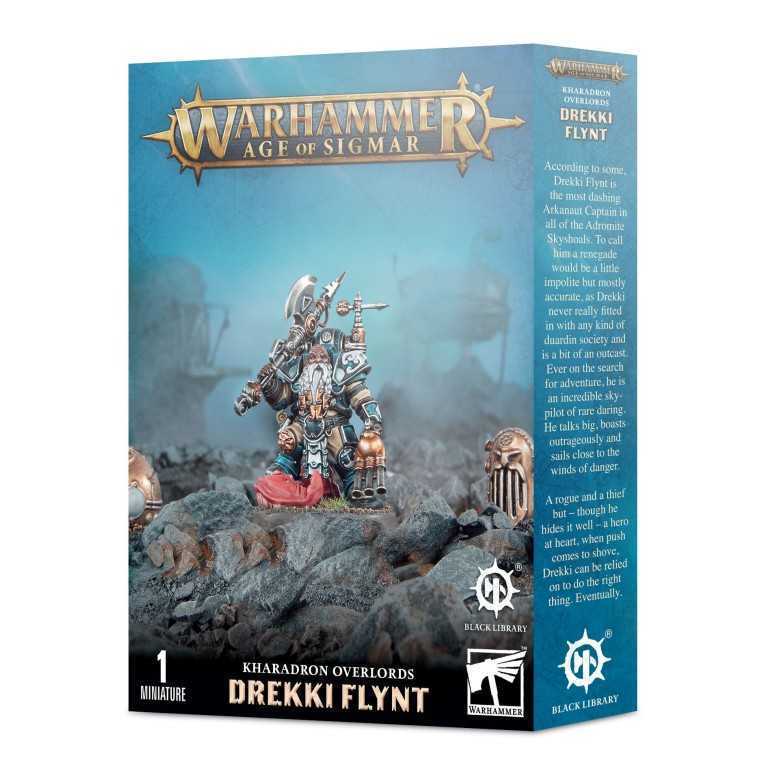 WARHAMMER
AGE OF SIGMAR
1
MINIATURE
KHARADRON OVERLORDS
DREKKI FLYNT
BLACK LIBRARY
WARHAMMER
WARHAMMER
AGE OF SIGMAR
KHARADRON
OVERLORDS
DREKKI
FLYNT
According to some,
Drekki Flynt is
the most dashing
Arkanaut Captain in
all of the Adromite
Skyshoals. To call
him a renegade
would be a little
impolite but mostly
accurate, as Drekki
never really fitted
in with any kind of
duardin society and
is a bit of an outcast.
Ever on the search
for adventure, he is
an incredible sky-
pilot of rare daring.
He talks big, boasts
outrageously and
sails close to the
winds of danger.
A rogue and a thief
but – though he
hides it well – a hero
at heart, when push
comes to shove,
Drekki can be relied
on to do the right
thing. Eventually.
BLACK LIBRARY